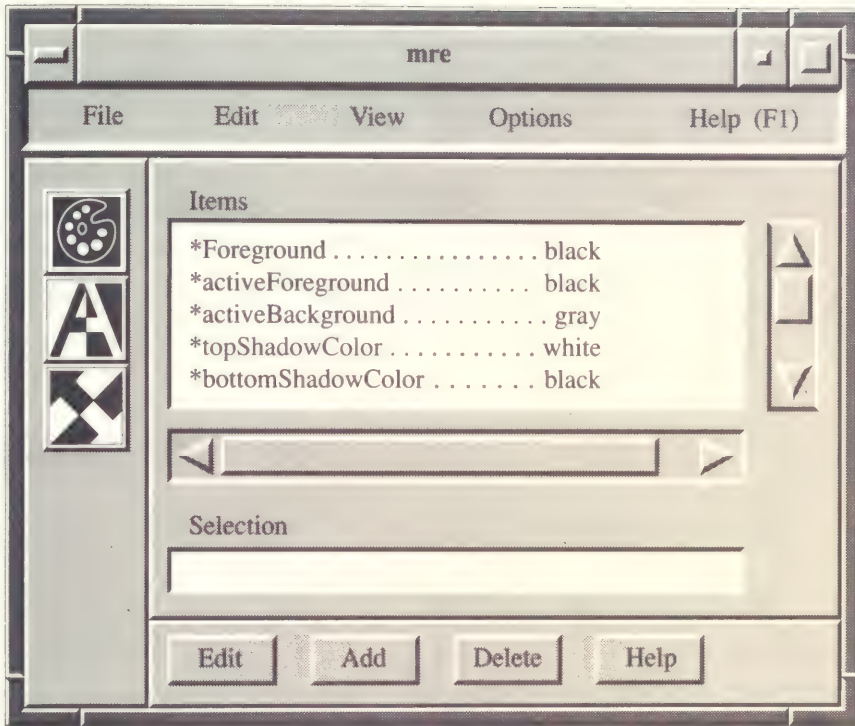 mre
File Edit View Options Help (F1)
Items
*Foreground . . . . . . . . . . . . . . . . . black
*activeForeground . . . . . . . . . . . black
*activeBackground . . . . . . . . . . . . gray
*topShadowColor . . . . . . . . . . . . white
*bottomShadowColor . . . . . . . . black
Selection
Edit Add Delete Help